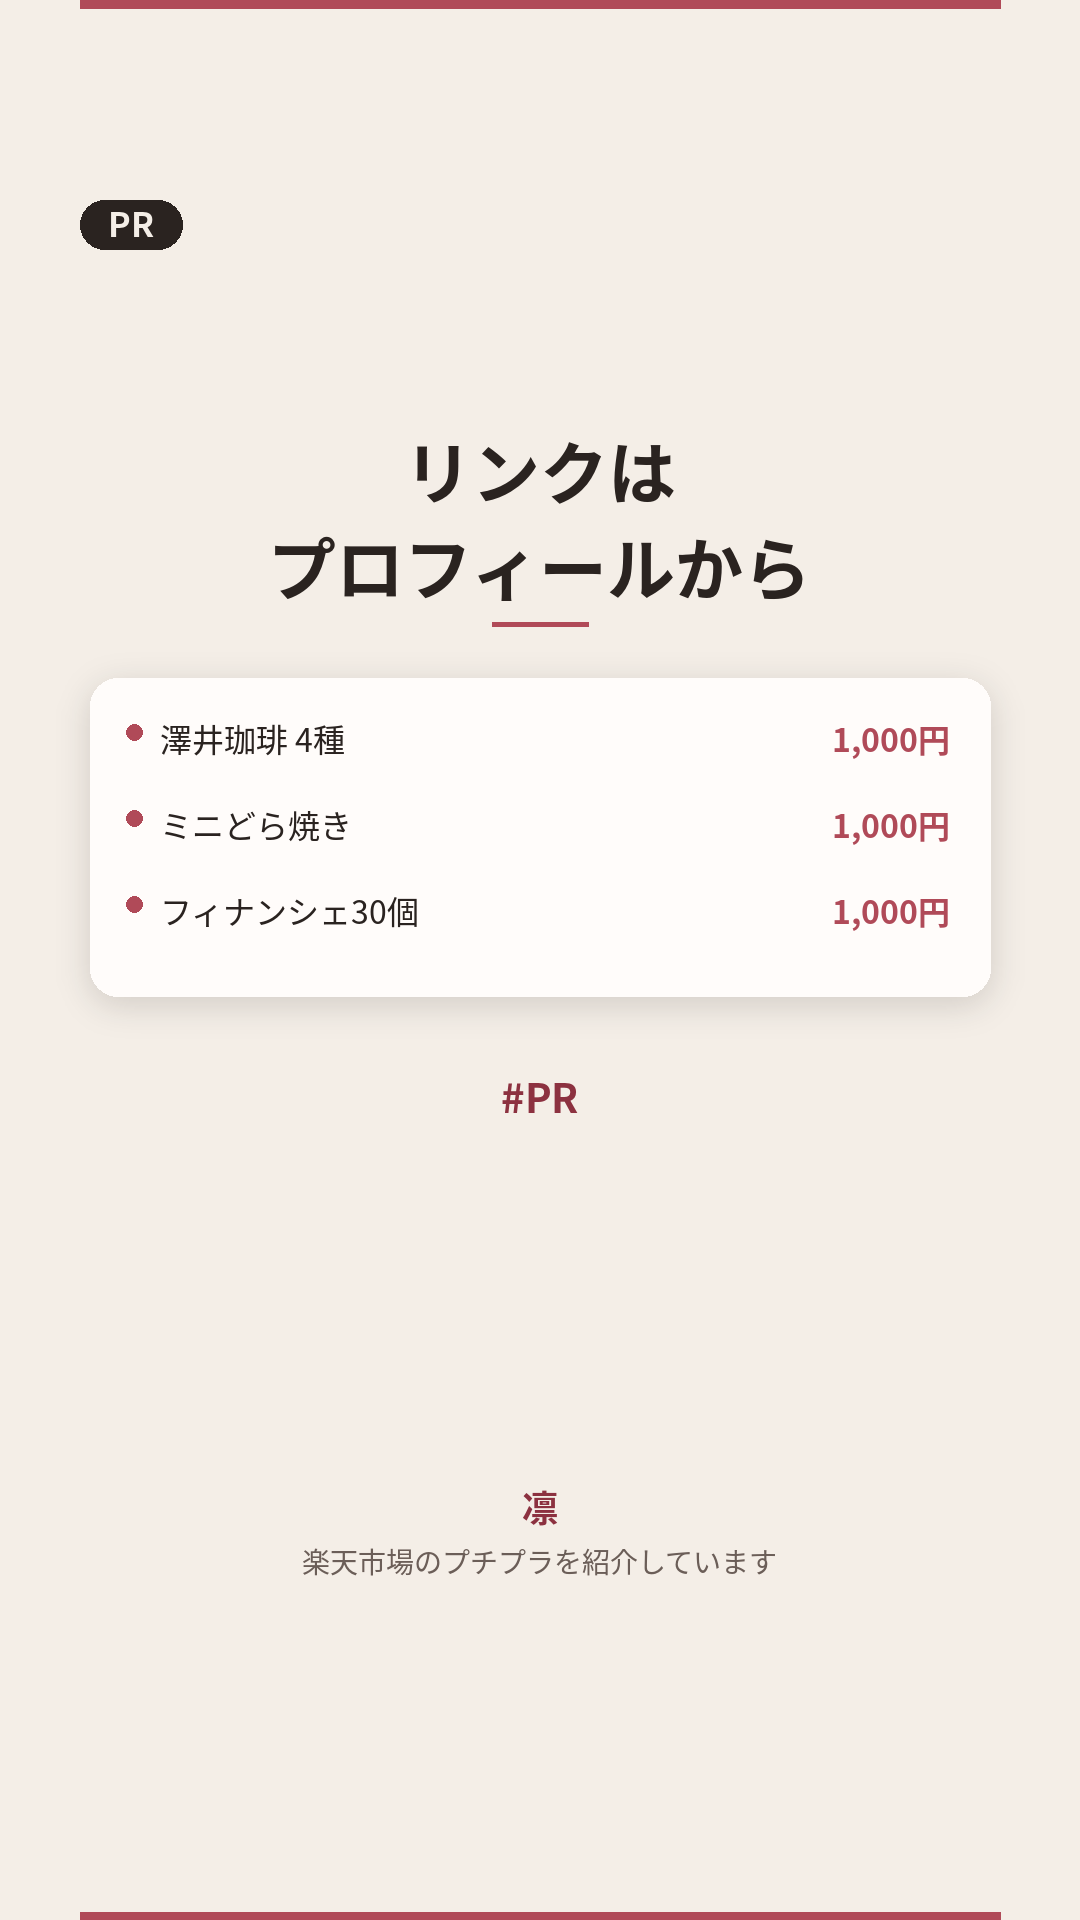 PR
リンクは
プロフィールから
澤井珈琲 4種 1,000円
ミニどら焼き 1,000円
フィナンシェ30個 1,000円
#PR
凛
楽天市場のプチプラを紹介しています